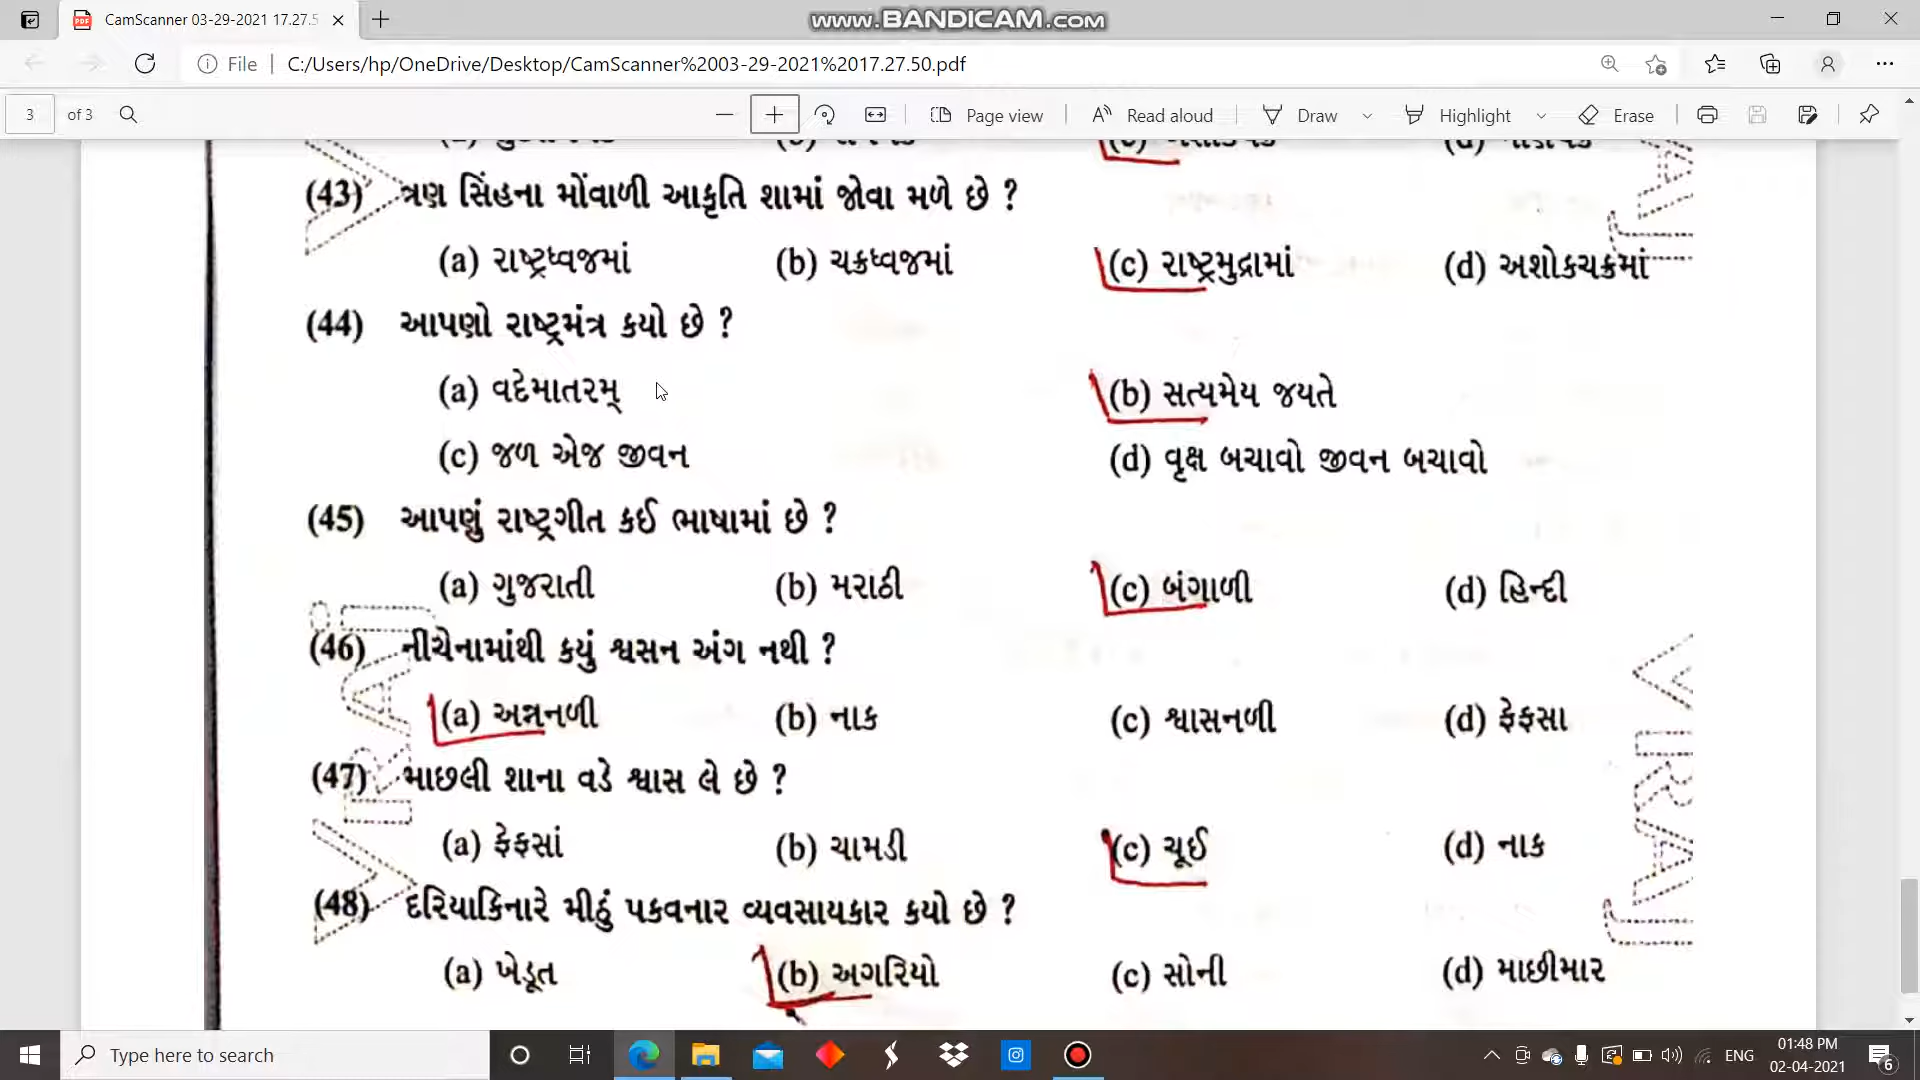 CamScanner 03-29-2021 17.27.5
www.BANDICAM.com
File C:/Users/hp/OneDrive/Desktop/CamScanner%2003-29-2021%2017.27.50.pdf
3 of 3 Page view Read aloud Draw Highlight Erase
(43) ત્રણ સિંહના મોંવાળી આકૃતિ શામાં જોવા મળે છે ?
(a) રાષ્ટ્રધ્વજમાં (b) ચક્રધ્વજમાં (c) રાષ્ટ્રમુદ્રામાં (d) અશોકચક્રમાં
(44) આપણો રાષ્ટ્રમંત્ર કયો છે ?
(a) વદેમાતરમ્ (b) સત્યમેય જયતે
(c) જળ એજ જીવન (d) વૃક્ષ બચાવો જીવન બચાવો
(45) આપણું રાષ્ટ્રગીત કઈ ભાષામાં છે ?
(a) ગુજરાતી (b) મરાઠી (c) બંગાળી (d) હિન્દી
(46) નીચેનામાંથી કયું શ્વસન અંગ નથી ?
(a) અન્નનળી (b) નાક (c) શ્વાસનળી (d) ફેફસા
(47) માછલી શાના વડે શ્વાસ લે છે ?
(a) ફેફસાં (b) ચામડી (c) ચૂઈ (d) નાક
(48) દરિયાકિનારે મીઠું પકવનાર વ્યવસાયકાર કયો છે ?
(a) ખેડૂત (b) અગરિયો (c) સોની (d) માછીમાર
Type here to search
ENG
01:48 PM
02-04-2021
6